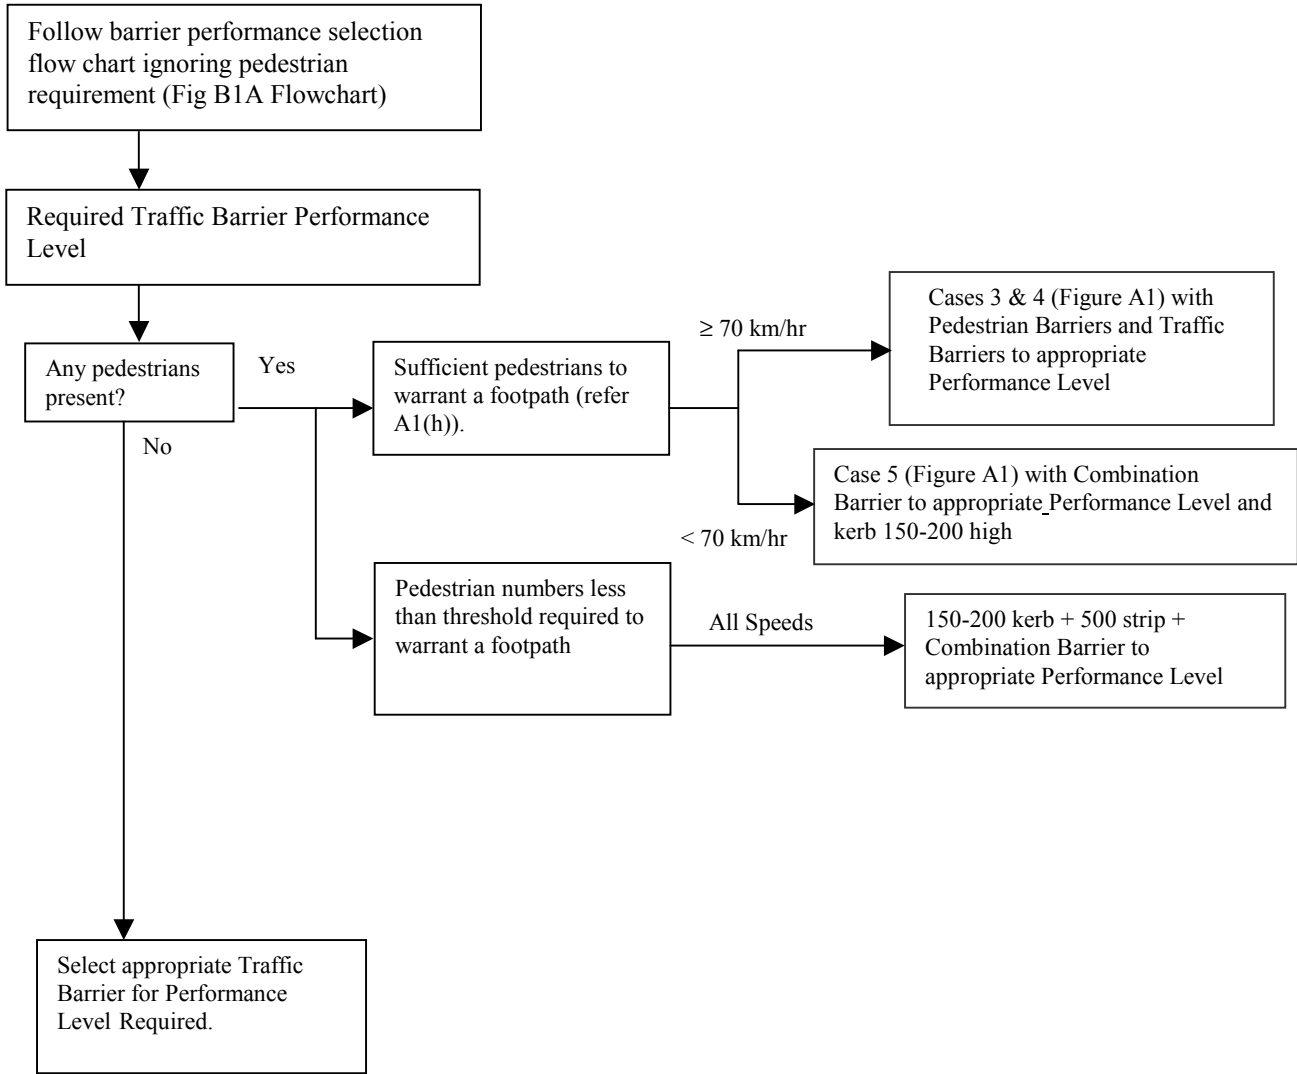 Follow barrier performance selection
flow chart ignoring pedestrian
requirement (Fig B1A Flowchart)
Required Traffic Barrier Performance
Level
Any pedestrians
present?
Yes
No
Sufficient pedestrians to
warrant a footpath (refer
A1(h)).
≥ 70 km/hr
Cases 3 & 4 (Figure A1) with
Pedestrian Barriers and Traffic
Barriers to appropriate
Performance Level
< 70 km/hr
Case 5 (Figure A1) with Combination
Barrier to appropriate Performance Level and
kerb 150-200 high
Pedestrian numbers less
than threshold required to
warrant a footpath
All Speeds
150-200 kerb + 500 strip +
Combination Barrier to
appropriate Performance Level
Select appropriate Traffic
Barrier for Performance
Level Required.